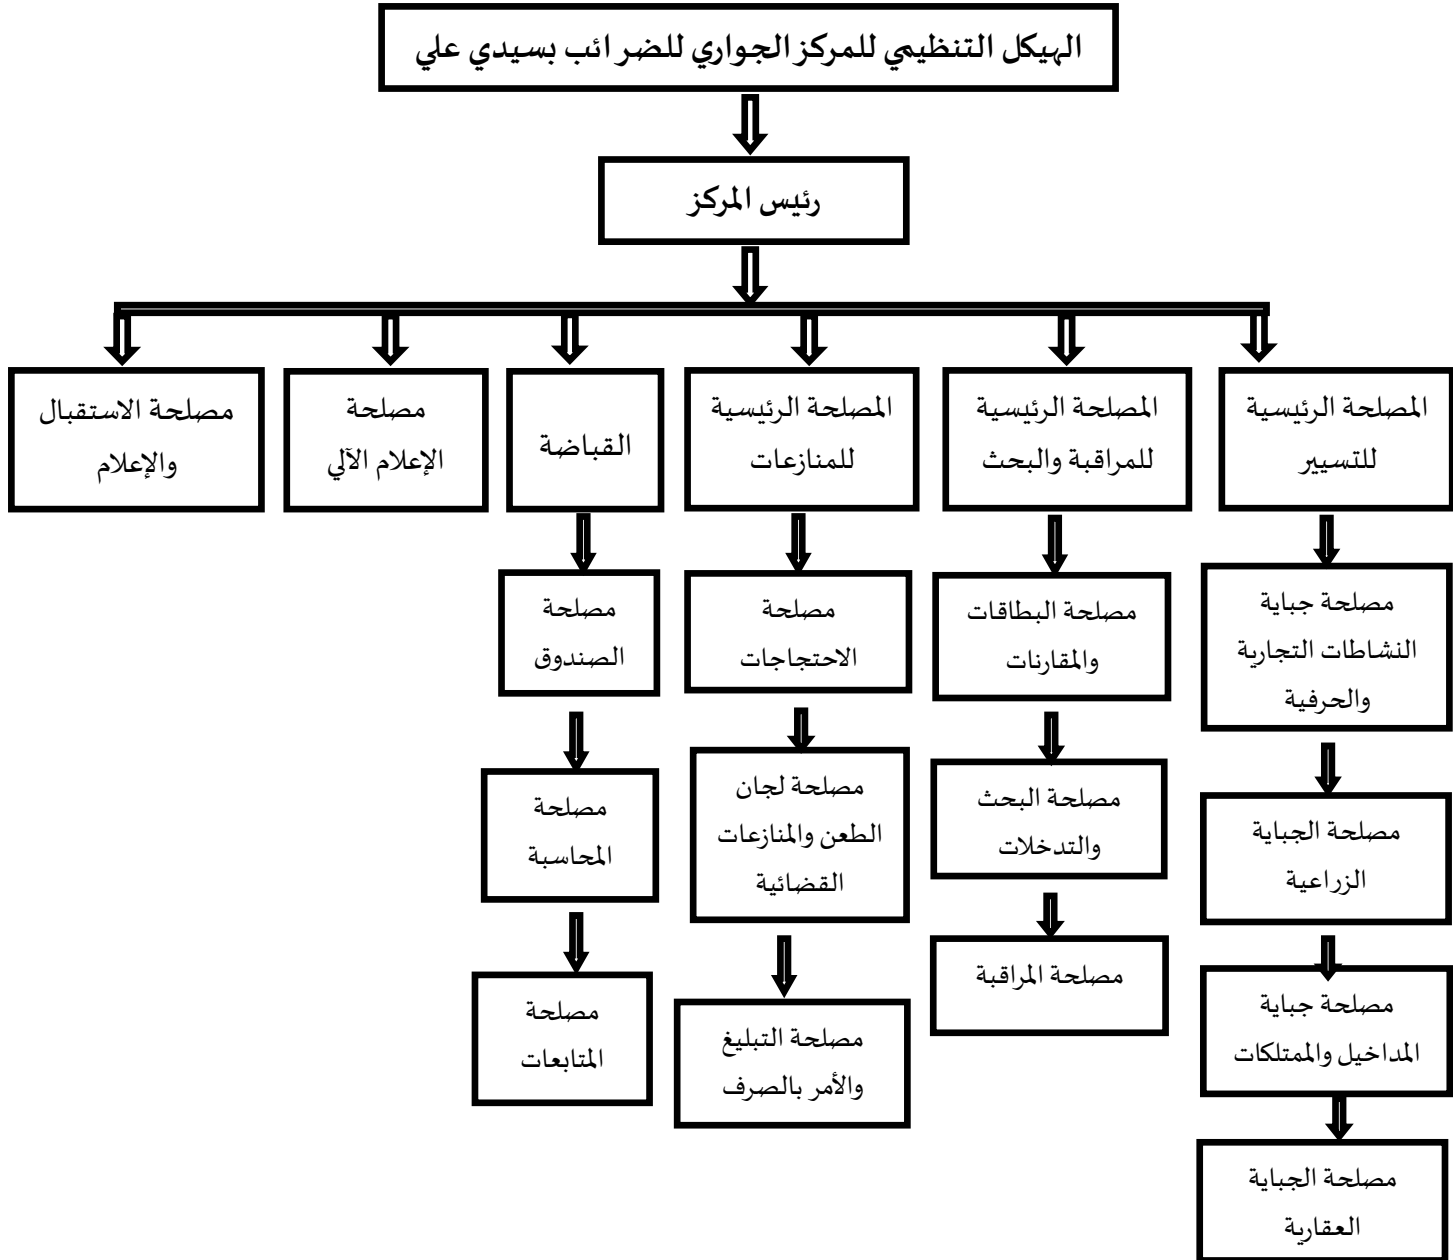 الهيكل التنظيمي للمركز الجواري للضرائب بسيدي علي
رئيس المركز
المصلحة الرئيسية
للتسيير
المصلحة الرئيسية
للمراقبة والبحث
المصلحة الرئيسية
للمنازعات
القباضة
مصلحة
الإعلام الآلي
مصلحة الاستقبال
والإعلام
مصلحة جباية
النشاطات التجارية
والحرفية
مصلحة البطاقات
والمقارنات
مصلحة
الاحتجاجات
مصلحة
الصندوق
مصلحة الجباية
الزراعية
مصلحة البحث
والتدخلات
مصلحة لجان
الطعن والمنازعات
القضائية
مصلحة
المحاسبة
مصلحة جباية
المداخيل والممتلكات
مصلحة المراقبة
مصلحة التبليغ
والأمر بالصرف
مصلحة
المتابعات
مصلحة الجباية
العقارية